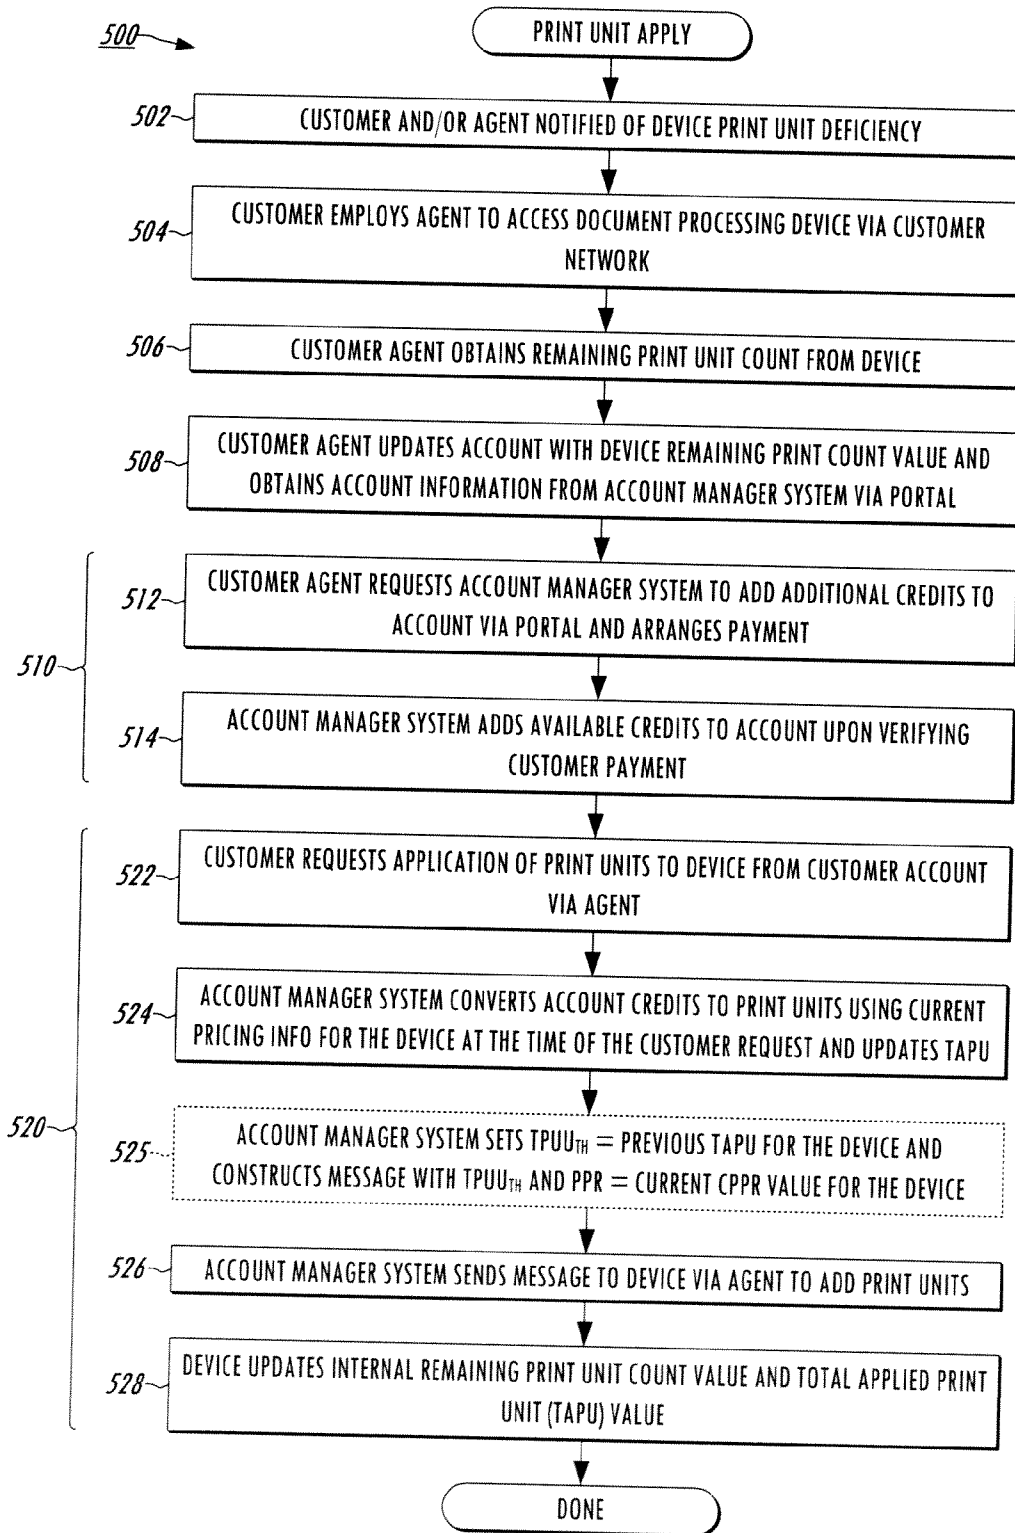 500
PRINT UNIT APPLY
502
CUSTOMER AND/OR AGENT NOTIFIED OF DEVICE PRINT UNIT DEFICIENCY
504
CUSTOMER EMPLOYS AGENT TO ACCESS DOCUMENT PROCESSING DEVICE VIA CUSTOMER
NETWORK
506
CUSTOMER AGENT OBTAINS REMAINING PRINT UNIT COUNT FROM DEVICE
508
CUSTOMER AGENT UPDATES ACCOUNT WITH DEVICE REMAINING PRINT COUNT VALUE AND
OBTAINS ACCOUNT INFORMATION FROM ACCOUNT MANAGER SYSTEM VIA PORTAL
510
512
CUSTOMER AGENT REQUESTS ACCOUNT MANAGER SYSTEM TO ADD ADDITIONAL CREDITS TO
ACCOUNT VIA PORTAL AND ARRANGES PAYMENT
514
ACCOUNT MANAGER SYSTEM ADDS AVAILABLE CREDITS TO ACCOUNT UPON VERIFYING
CUSTOMER PAYMENT
520
522
CUSTOMER REQUESTS APPLICATION OF PRINT UNITS TO DEVICE FROM CUSTOMER ACCOUNT
VIA AGENT
524
ACCOUNT MANAGER SYSTEM CONVERTS ACCOUNT CREDITS TO PRINT UNITS USING CURRENT
PRICING INFO FOR THE DEVICE AT THE TIME OF THE CUSTOMER REQUEST AND UPDATES TAPU
525
ACCOUNT MANAGER SYSTEM SETS TPUU_TH = PREVIOUS TAPU FOR THE DEVICE AND
CONSTRUCTS MESSAGE WITH TPUU_TH AND PPR = CURRENT CPPR VALUE FOR THE DEVICE
526
ACCOUNT MANAGER SYSTEM SENDS MESSAGE TO DEVICE VIA AGENT TO ADD PRINT UNITS
528
DEVICE UPDATES INTERNAL REMAINING PRINT UNIT COUNT VALUE AND TOTAL APPLIED PRINT
UNIT (TAPU) VALUE
DONE